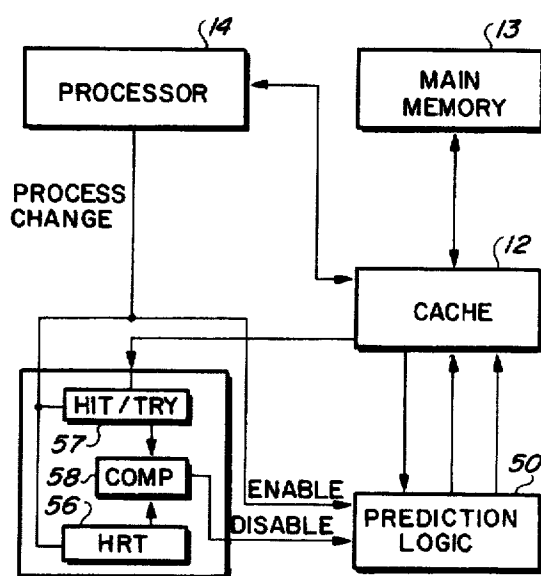 14
PROCESSOR
13
MAIN
MEMORY
PROCESS
CHANGE
12
CACHE
HIT / TRY
57
58
COMP
56
HRT
ENABLE
DISABLE
50
PREDICTION
LOGIC